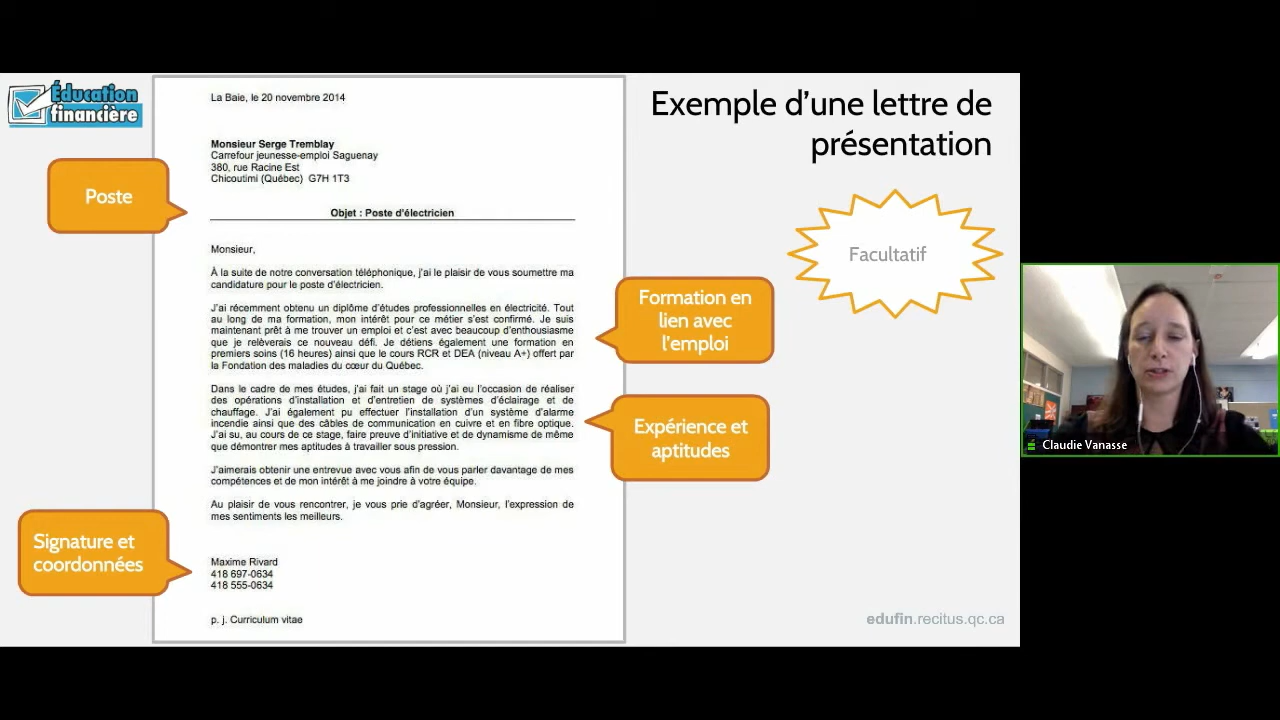 Éducation
financière
Exemple d'une lettre de
présentation
La Baie, le 20 novembre 2014
Monsieur Serge Tremblay
Carrefour jeunesse-emploi Saguenay
380, rue Racine Est
Chicoutimi (Québec)  G7H 1T3
Poste
Objet : Poste d'électricien
Facultatif
Monsieur,
À la suite de notre conversation téléphonique, j'ai le plaisir de vous soumettre ma
candidature pour le poste d'électricien.
J'ai récemment obtenu un diplôme d'études professionnelles en électricité. Tout
au long de ma formation, mon intérêt pour ce métier s'est confirmé. Je suis
maintenant prêt à me trouver un emploi et c'est avec beaucoup d'enthousiasme
que je relèverais ce nouveau défi. Je détiens également une formation en
premiers soins (16 heures) ainsi que le cours RCR et DEA (niveau A+) offert par
la Fondation des maladies du cœur du Québec.
Formation en
lien avec
l'emploi
Dans le cadre de mes études, j'ai fait un stage où j'ai eu l'occasion de réaliser
des opérations d'installation et d'entretien de systèmes d'éclairage et de
chauffage. J'ai également pu effectuer l'installation d'un système d'alarme
incendie ainsi que des câbles de communication en cuivre et en fibre optique.
J'ai su, au cours de ce stage, faire preuve d'initiative et de dynamisme de même
que démontrer mes aptitudes à travailler sous pression.
Expérience et
aptitudes
J'aimerais obtenir une entrevue avec vous afin de vous parler davantage de mes
compétences et de mon intérêt à me joindre à votre équipe.
Au plaisir de vous rencontrer, je vous prie d'agréer, Monsieur, l'expression de
mes sentiments les meilleurs.
Signature et
coordonnées
Maxime Rivard
418 697-0634
418 555-0634
p. j. Curriculum vitae
edufin.recitus.qc.ca
Claudie Vanasse